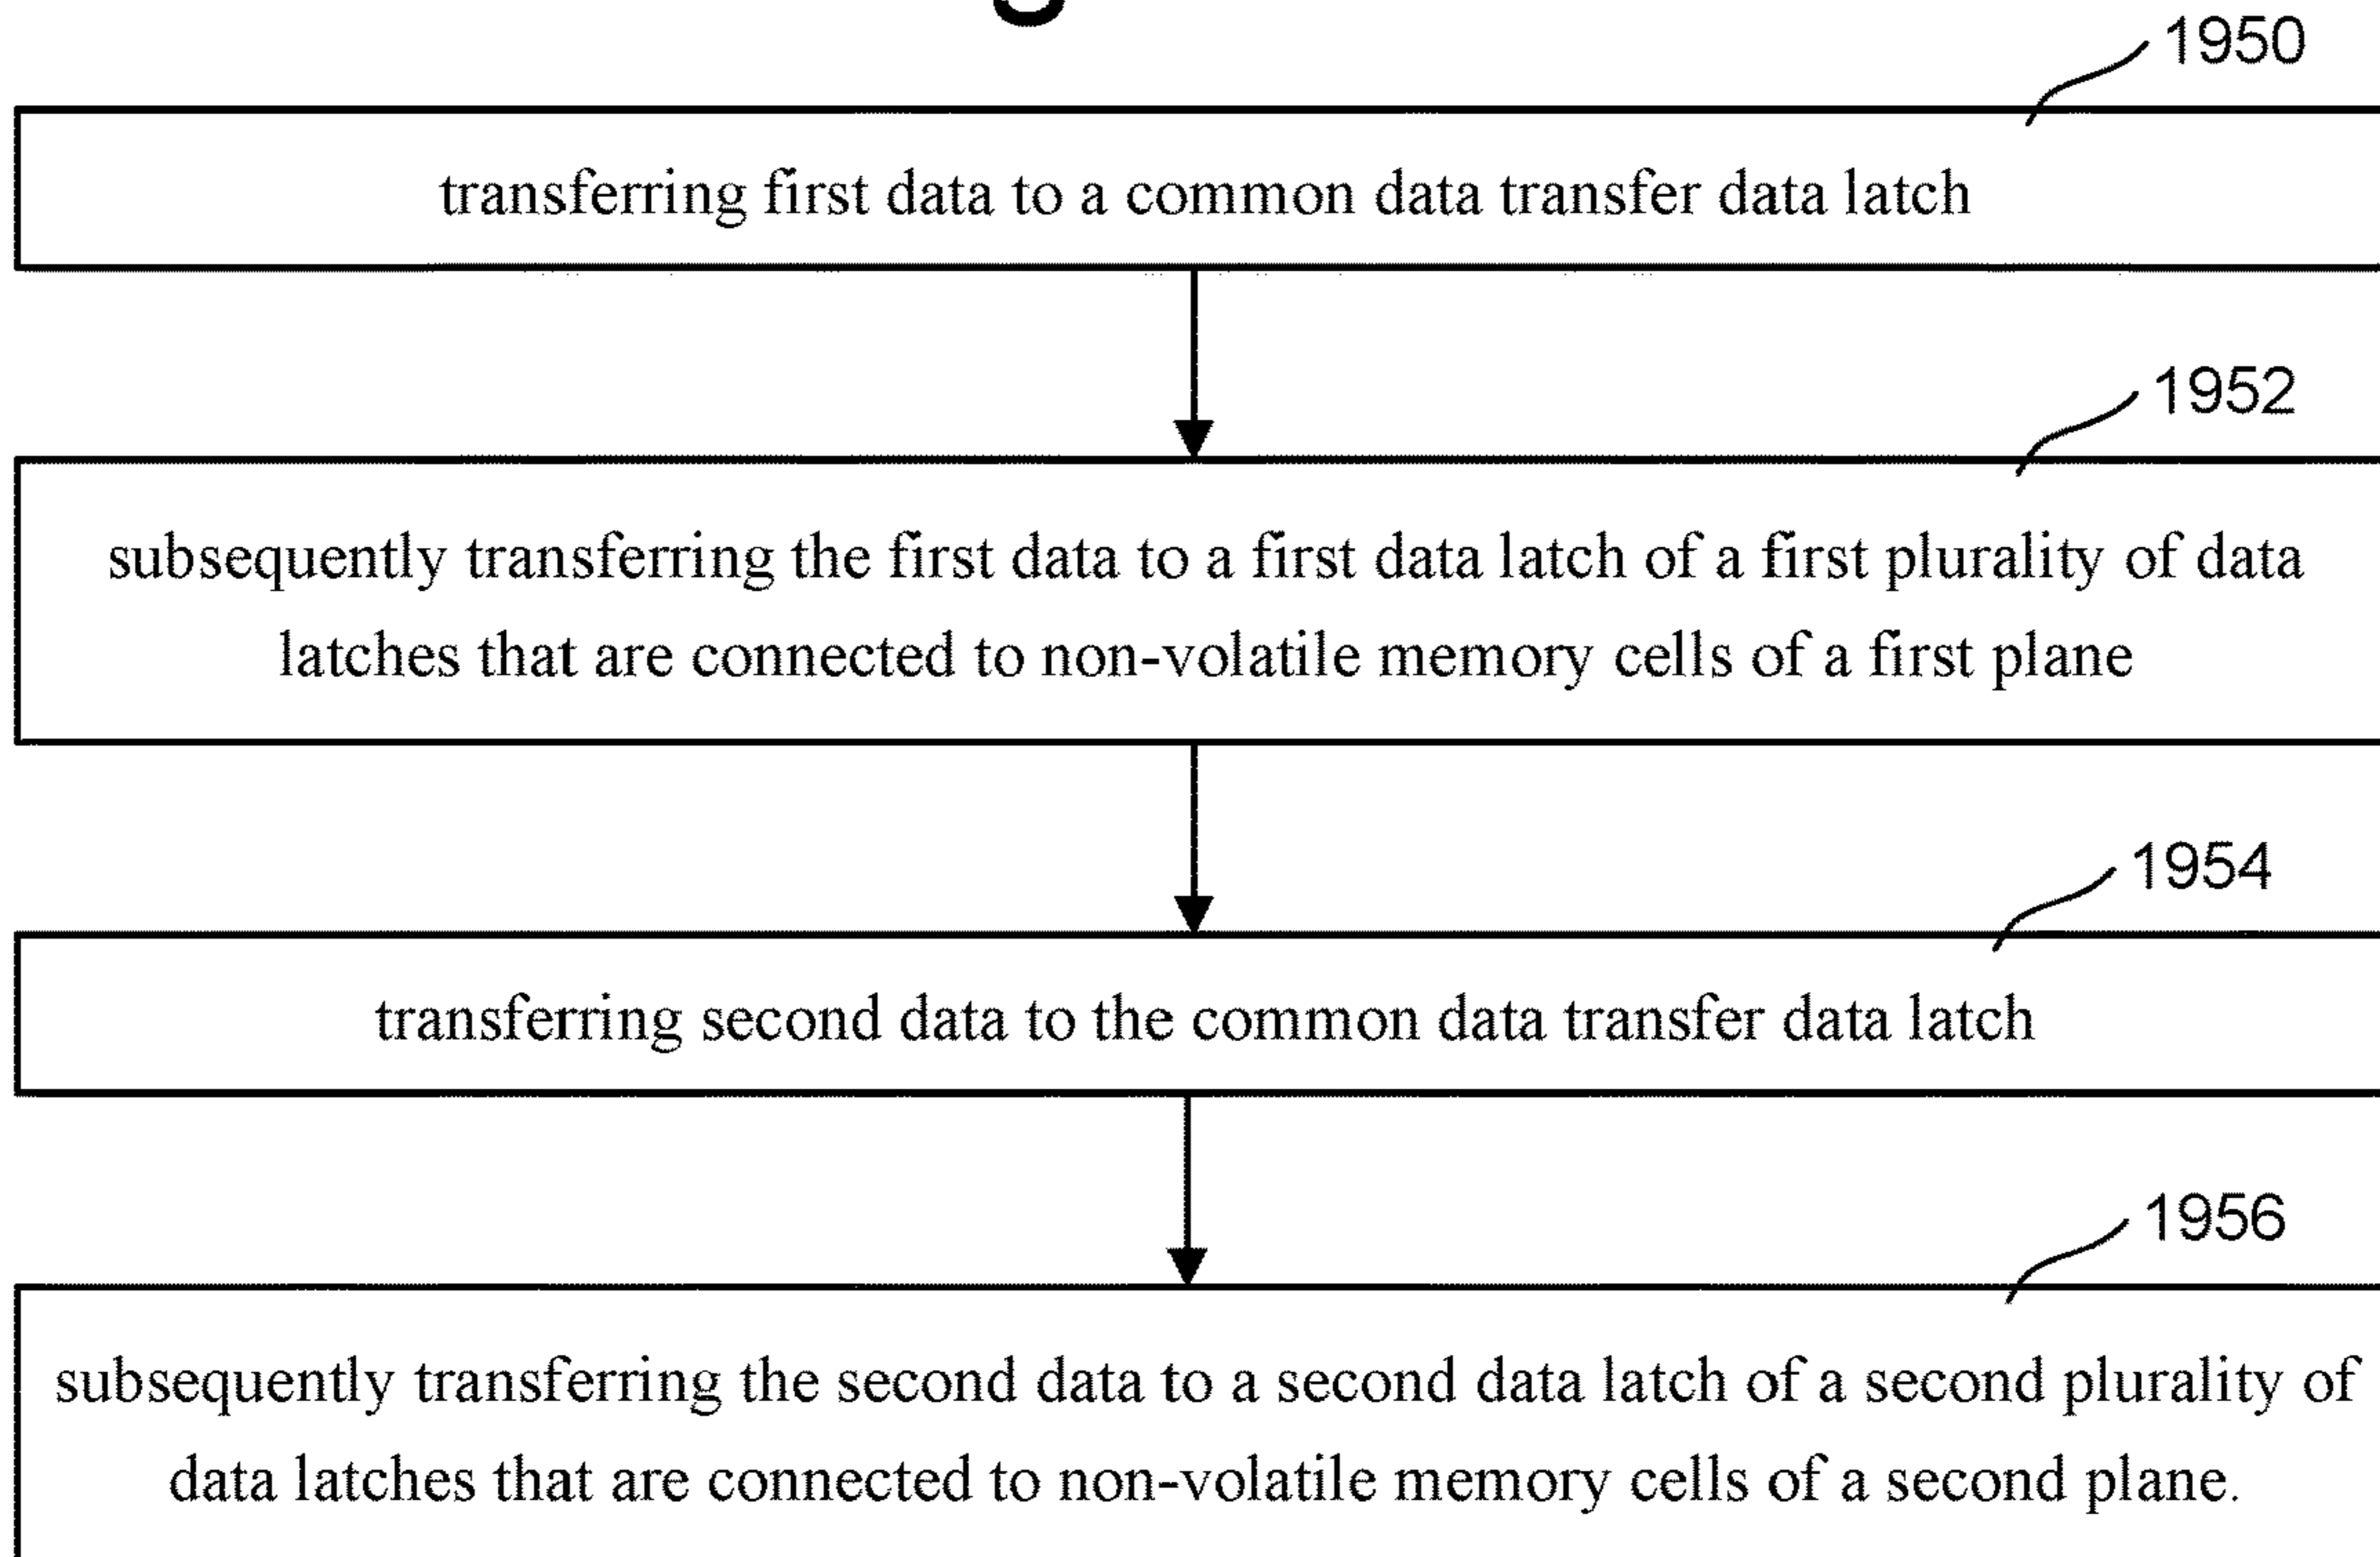 1950
transferring first data to a common data transfer data latch
1952
subsequently transferring the first data to a first data latch of a first plurality of data
latches that are connected to non-volatile memory cells of a first plane
1954
transferring second data to the common data transfer data latch
1956
subsequently transferring the second data to a second data latch of a second plurality of
data latches that are connected to non-volatile memory cells of a second plane.